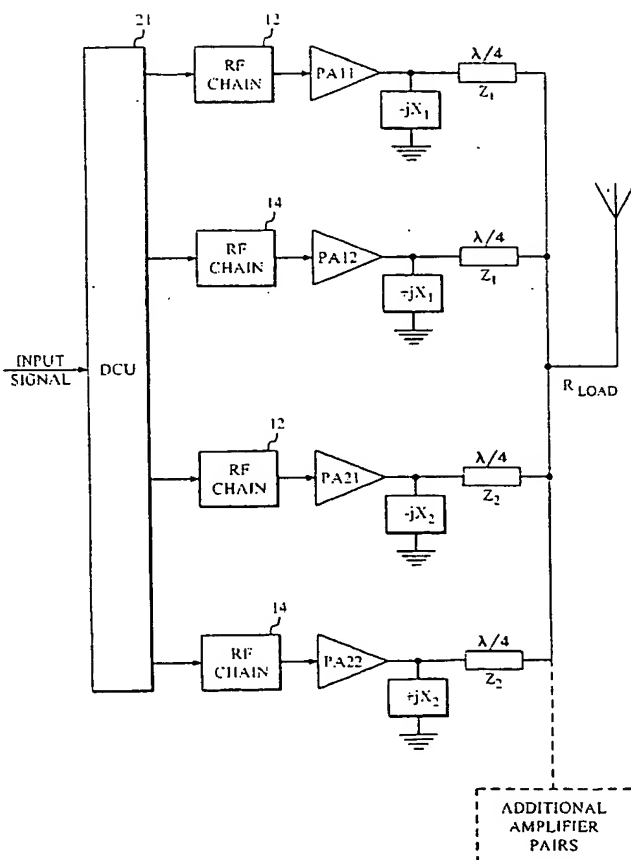 21
12
RF
CHAIN
PA11
λ/4
Z₁
-jX₁
14
RF
CHAIN
PA12
λ/4
Z₁
+jX₁
INPUT
SIGNAL
DCU
R LOAD
12
RF
CHAIN
PA21
λ/4
Z₂
-jX₂
14
RF
CHAIN
PA22
λ/4
Z₂
+jX₂
ADDITIONAL
AMPLIFIER
PAIRS